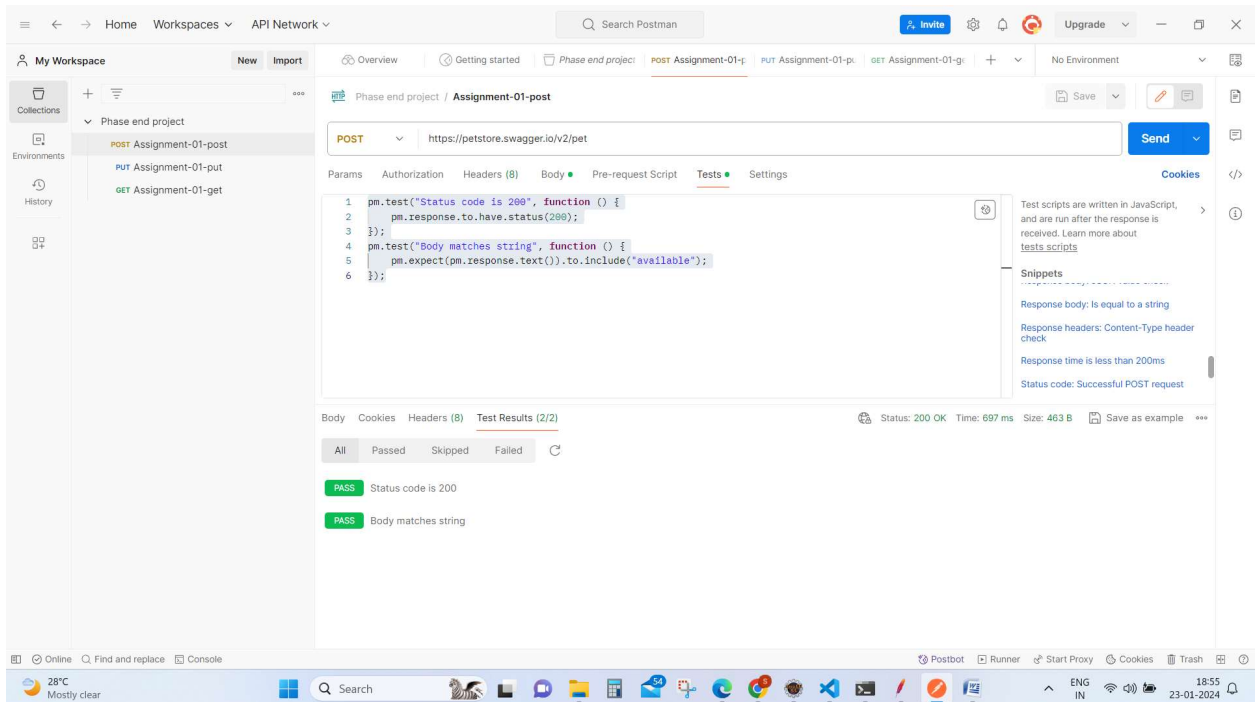 Home Workspaces API Network Search Postman Invite Upgrade
My Workspace New Import Overview Getting started Phase end project POST Assignment-01-p PUT Assignment-01-pu GET Assignment-01-ge No Environment
Collections
Environments
History
Phase end project
POST Assignment-01-post
PUT Assignment-01-put
GET Assignment-01-get
HTTP Phase end project / Assignment-01-post Save
POST https://petstore.swagger.io/v2/pet Send
Params Authorization Headers (8) Body Pre-request Script Tests Settings Cookies
1 pm.test("Status code is 200", function () {
2 pm.response.to.have.status(200);
3 });
4 pm.test("Body matches string", function () {
5 pm.expect(pm.response.text()).to.include("available");
6 });
Test scripts are written in JavaScript,
and are run after the response is
received. Learn more about
tests scripts
Snippets
Response body: Is equal to a string
Response headers: Content-Type header
check
Response time is less than 200ms
Status code: Successful POST request
Body Cookies Headers (8) Test Results (2/2) Status: 200 OK Time: 697 ms Size: 463 B Save as example
All Passed Skipped Failed
PASS Status code is 200
PASS Body matches string
Online Find and replace Console Postbot Runner Start Proxy Cookies Trash
28°C
Mostly clear
Search
54
ENG
IN
18:55
23-01-2024